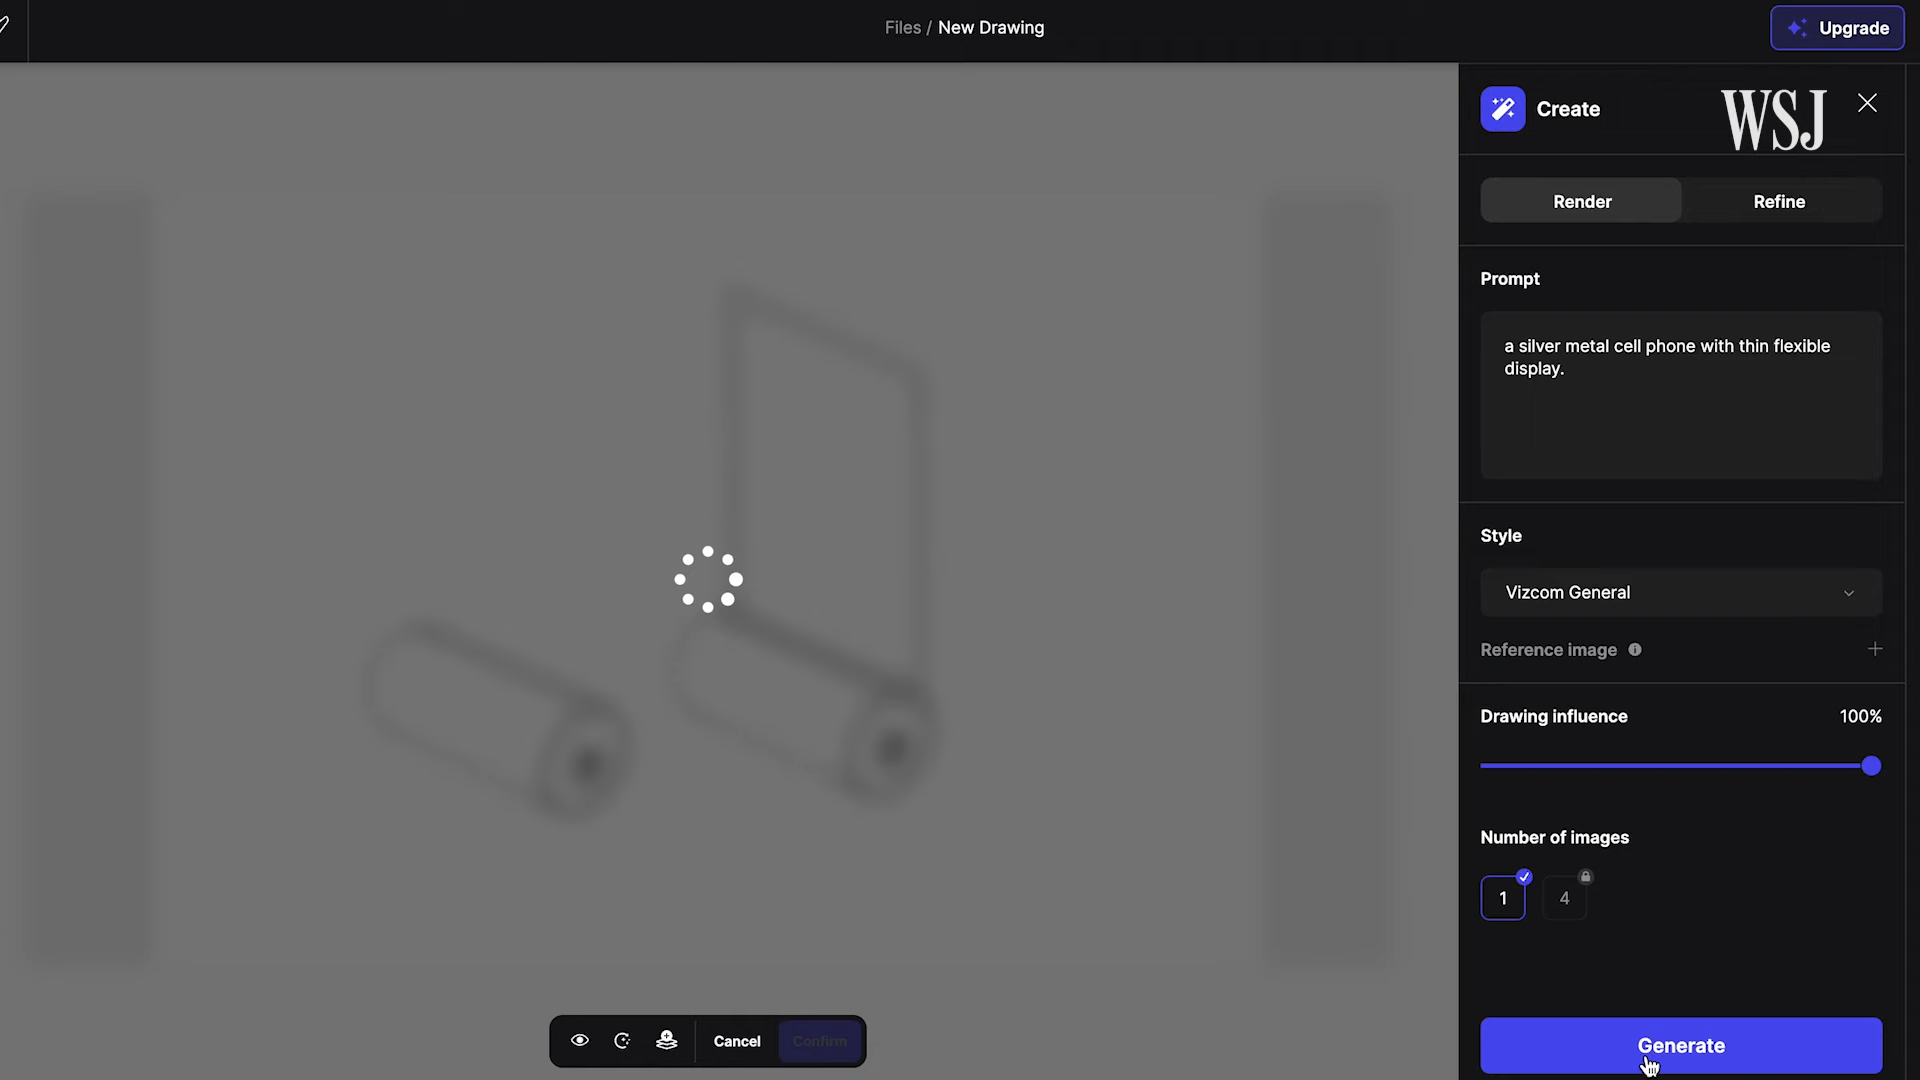 Files / New Drawing
Upgrade
Create
WSJ
Render
Refine
Prompt
a silver metal cell phone with thin flexible
display.
Style
Vizcom General
Reference image
Drawing influence
100%
Number of images
1
4
Cancel
Confirm
Generate